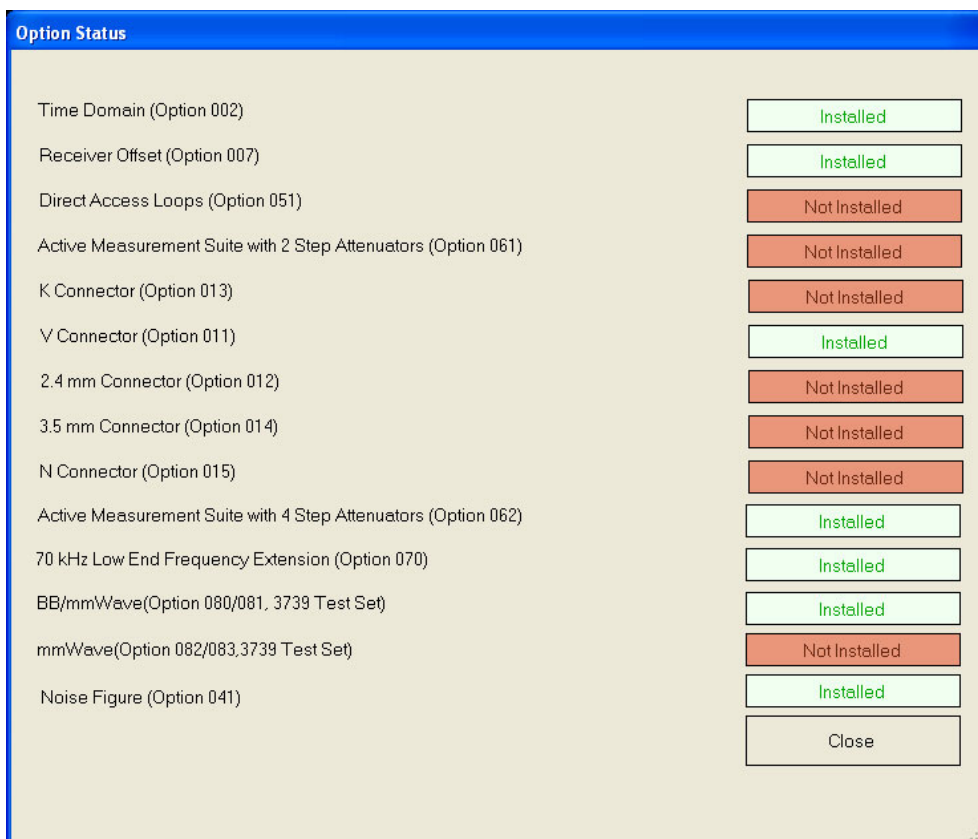 Option Status
Time Domain (Option 002) Installed
Receiver Offset (Option 007) Installed
Direct Access Loops (Option 051) Not Installed
Active Measurement Suite with 2 Step Attenuators (Option 061) Not Installed
K Connector (Option 013) Not Installed
V Connector (Option 011) Installed
2.4 mm Connector (Option 012) Not Installed
3.5 mm Connector (Option 014) Not Installed
N Connector (Option 015) Not Installed
Active Measurement Suite with 4 Step Attenuators (Option 062) Installed
70 kHz Low End Frequency Extension (Option 070) Installed
BB/mmWave(Option 080/081, 3739 Test Set) Installed
mmWave(Option 082/083,3739 Test Set) Not Installed
Noise Figure (Option 041) Installed
Close